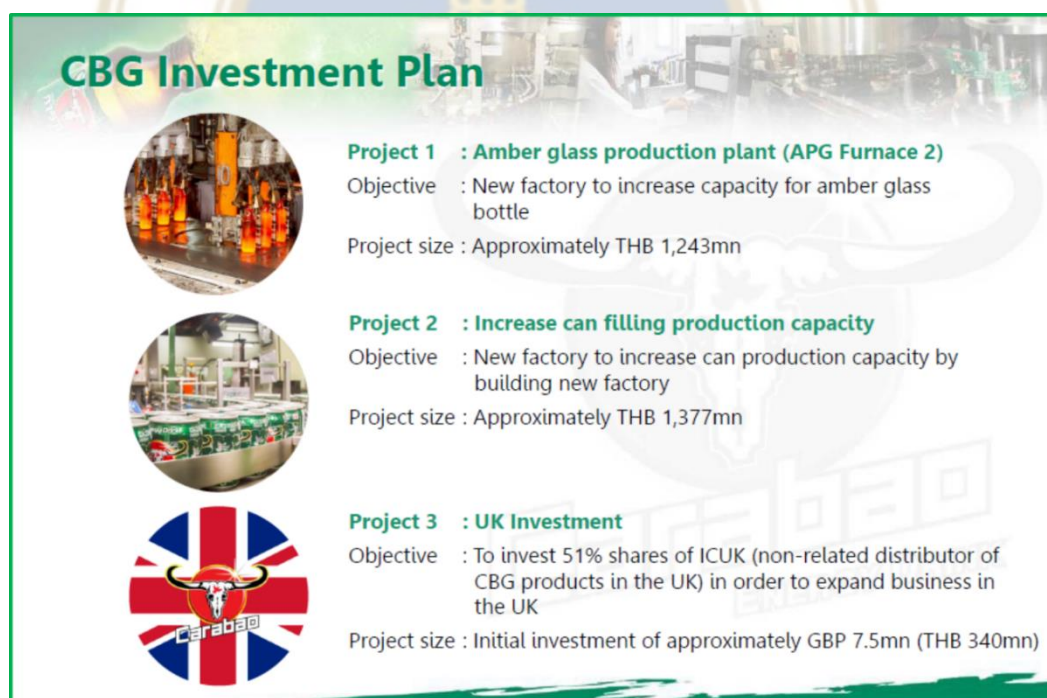 CBG Investment Plan
Project 1 : Amber glass production plant (APG Furnace 2)
Objective : New factory to increase capacity for amber glass
bottle
Project size : Approximately THB 1,243mn
Project 2 : Increase can filling production capacity
Objective : New factory to increase can production capacity by
building new factory
Project size : Approximately THB 1,377mn
Carabao
Project 3 : UK Investment
Objective : To invest 51% shares of ICUK (non-related distributor of
CBG products in the UK) in order to expand business in
the UK
Carabao
Project size : Initial investment of approximately GBP 7.5mn (THB 340mn)